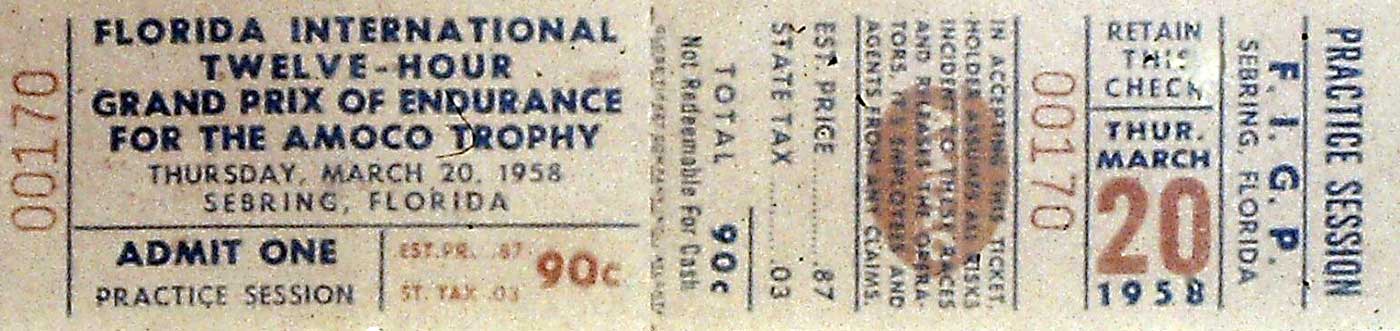 00170
FLORIDA INTERNATIONAL
TWELVE-HOUR
GRAND PRIX OF ENDURANCE
FOR THE AMOCO TROPHY
THURSDAY, MARCH 20, 1958
SEBRING, FLORIDA
ADMIT ONE
PRACTICE SESSION
EST. PR. .87
ST. TAX .03
90c
EST. PRICE .87
STATE TAX .03
TOTAL 90c
Not Redeemable For Cash
IN ACCEPTING THIS TICKET,
HOLDER ASSUMES ALL RISKS
INCIDENT TO THESE RACES
AND RELEASES THE OPERA-
TORS, ITS EMPLOYEES AND
AGENTS FROM ANY CLAIMS.
00170
RETAIN
THIS
CHECK
THUR.
MARCH
20
1958
PRACTICE SESSION
F. I. G. P.
SEBRING, FLORIDA